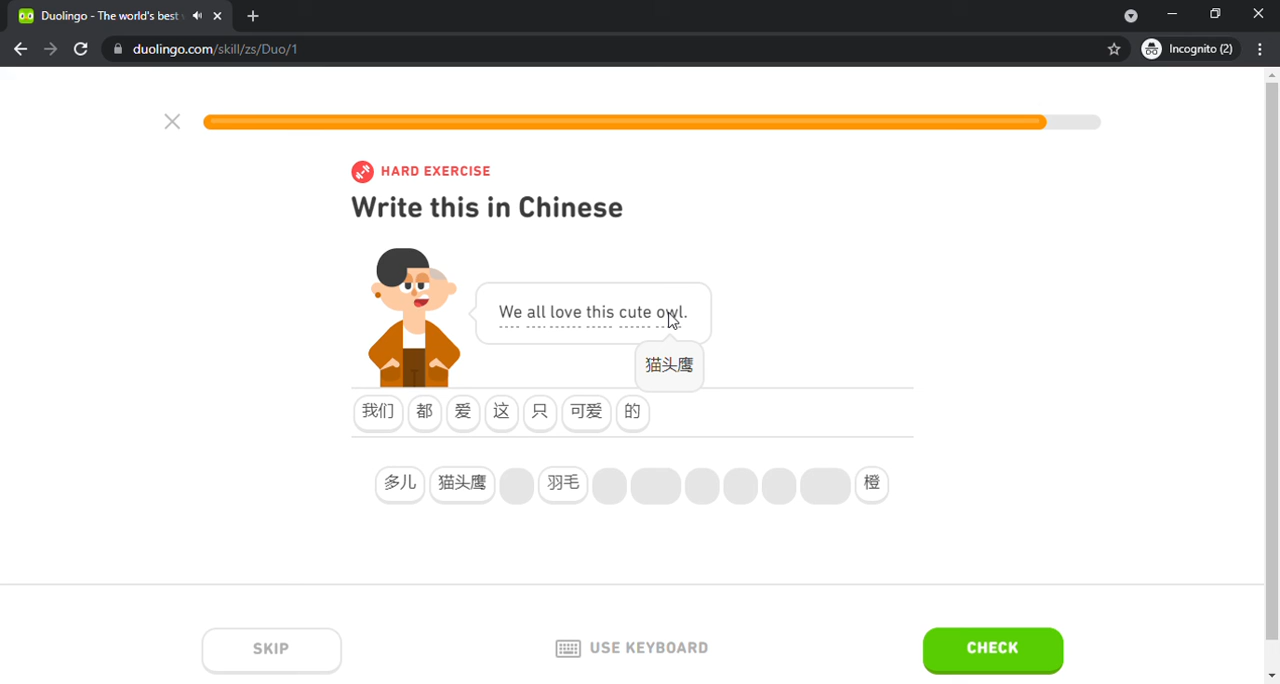 Duolingo - The world's best
duolingo.com/skill/zs/Duo/1
Incognito (2)
HARD EXERCISE
Write this in Chinese
We all love this cute owl.
猫头鹰
我们 都 爱 这 只 可爱 的
多儿 猫头鹰 羽毛 橙
SKIP
USE KEYBOARD
CHECK